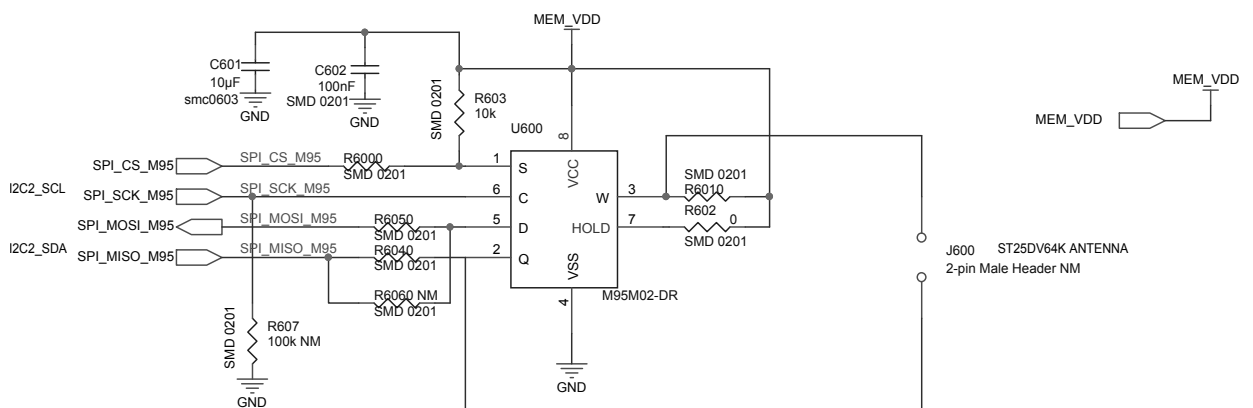 MEM_VDD
C601
10µF
smc0603
GND
C602
100nF
SMD 0201
GND
SMD 0201
R603
10k
U600
MEM_VDD
MEM_VDD
SPI_CS_M95
SPI_CS_M95
R6000
SMD 0201
1
S
8
VCC
I2C2_SCL
SPI_SCK_M95
SPI_SCK_M95
6
C
W
3
SMD 0201
R6010
SPI_MOSI_M95
SPI_MOSI_M95
R6050
SMD 0201
5
D
HOLD
7
R602
0
SMD 0201
I2C2_SDA
SPI_MISO_M95
SPI_MISO_M95
R6040
SMD 0201
2
Q
VSS
4
M95M02-DR
R6060 NM
SMD 0201
J600
ST25DV64K ANTENNA
2-pin Male Header NM
SMD 0201
R607
100k NM
GND
GND